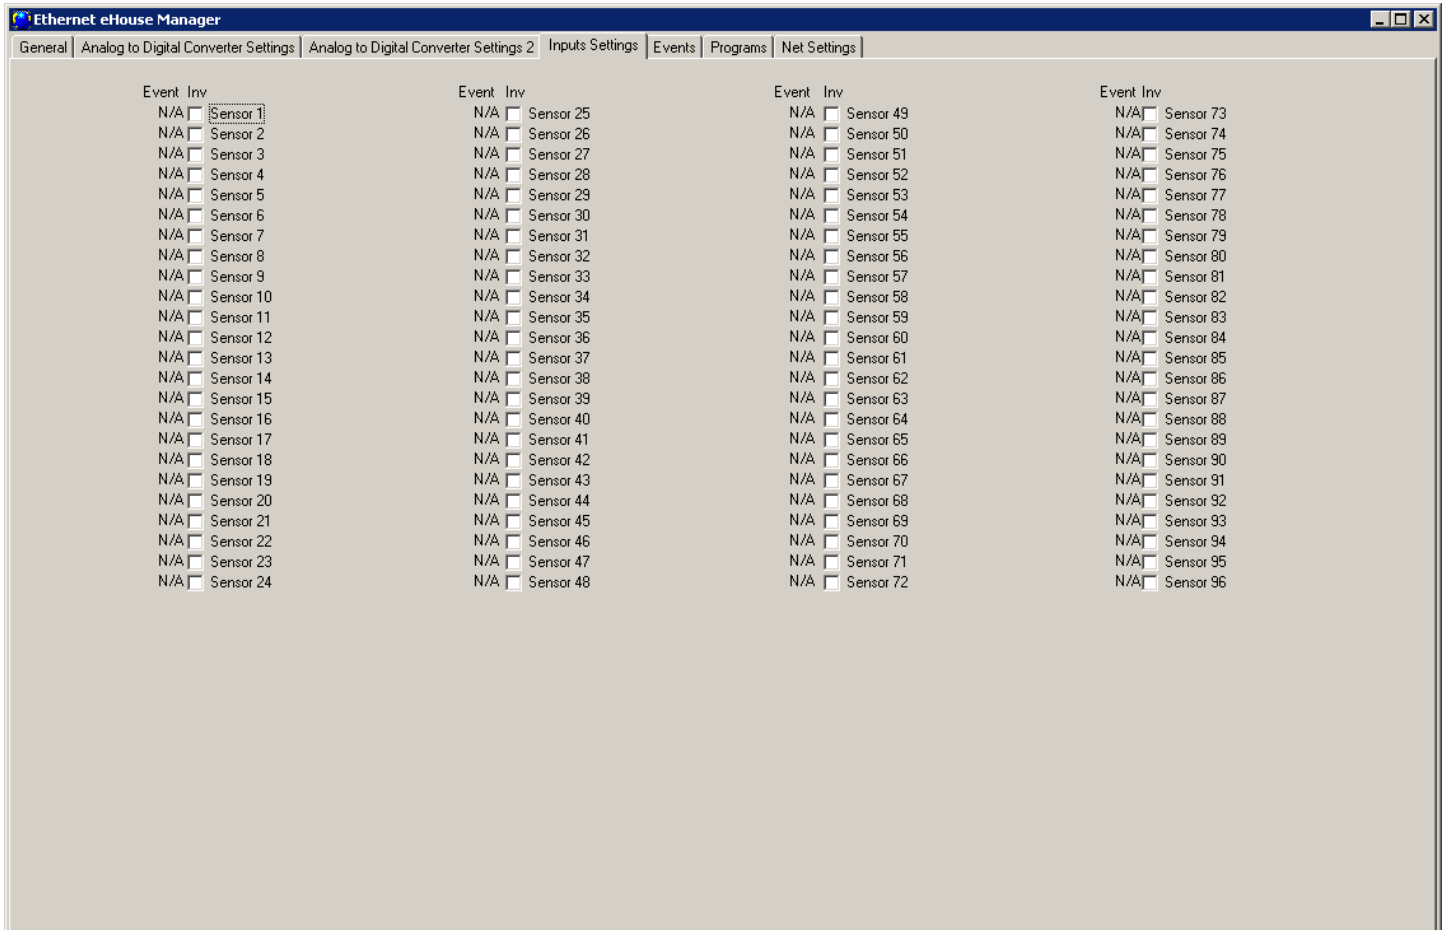 Ethernet eHouse Manager
General Analog to Digital Converter Settings Analog to Digital Converter Settings 2 Inputs Settings Events Programs Net Settings
Event Inv Event Inv Event Inv Event Inv
N/A Sensor 1 N/A Sensor 25 N/A Sensor 49 N/A Sensor 73
N/A Sensor 2 N/A Sensor 26 N/A Sensor 50 N/A Sensor 74
N/A Sensor 3 N/A Sensor 27 N/A Sensor 51 N/A Sensor 75
N/A Sensor 4 N/A Sensor 28 N/A Sensor 52 N/A Sensor 76
N/A Sensor 5 N/A Sensor 29 N/A Sensor 53 N/A Sensor 77
N/A Sensor 6 N/A Sensor 30 N/A Sensor 54 N/A Sensor 78
N/A Sensor 7 N/A Sensor 31 N/A Sensor 55 N/A Sensor 79
N/A Sensor 8 N/A Sensor 32 N/A Sensor 56 N/A Sensor 80
N/A Sensor 9 N/A Sensor 33 N/A Sensor 57 N/A Sensor 81
N/A Sensor 10 N/A Sensor 34 N/A Sensor 58 N/A Sensor 82
N/A Sensor 11 N/A Sensor 35 N/A Sensor 59 N/A Sensor 83
N/A Sensor 12 N/A Sensor 36 N/A Sensor 60 N/A Sensor 84
N/A Sensor 13 N/A Sensor 37 N/A Sensor 61 N/A Sensor 85
N/A Sensor 14 N/A Sensor 38 N/A Sensor 62 N/A Sensor 86
N/A Sensor 15 N/A Sensor 39 N/A Sensor 63 N/A Sensor 87
N/A Sensor 16 N/A Sensor 40 N/A Sensor 64 N/A Sensor 88
N/A Sensor 17 N/A Sensor 41 N/A Sensor 65 N/A Sensor 89
N/A Sensor 18 N/A Sensor 42 N/A Sensor 66 N/A Sensor 90
N/A Sensor 19 N/A Sensor 43 N/A Sensor 67 N/A Sensor 91
N/A Sensor 20 N/A Sensor 44 N/A Sensor 68 N/A Sensor 92
N/A Sensor 21 N/A Sensor 45 N/A Sensor 69 N/A Sensor 93
N/A Sensor 22 N/A Sensor 46 N/A Sensor 70 N/A Sensor 94
N/A Sensor 23 N/A Sensor 47 N/A Sensor 71 N/A Sensor 95
N/A Sensor 24 N/A Sensor 48 N/A Sensor 72 N/A Sensor 96